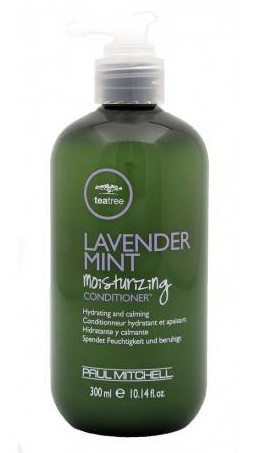 teatree
LAVENDER
MINT
moisturizing
CONDITIONER™
Hydrating and calming
Conditionneur hydratant et apaisant
Hidratante y calmante
Spendet Feuchtigkeit und beruhigt
PAUL MITCHELL
300 ml e 10.14 fl.oz.